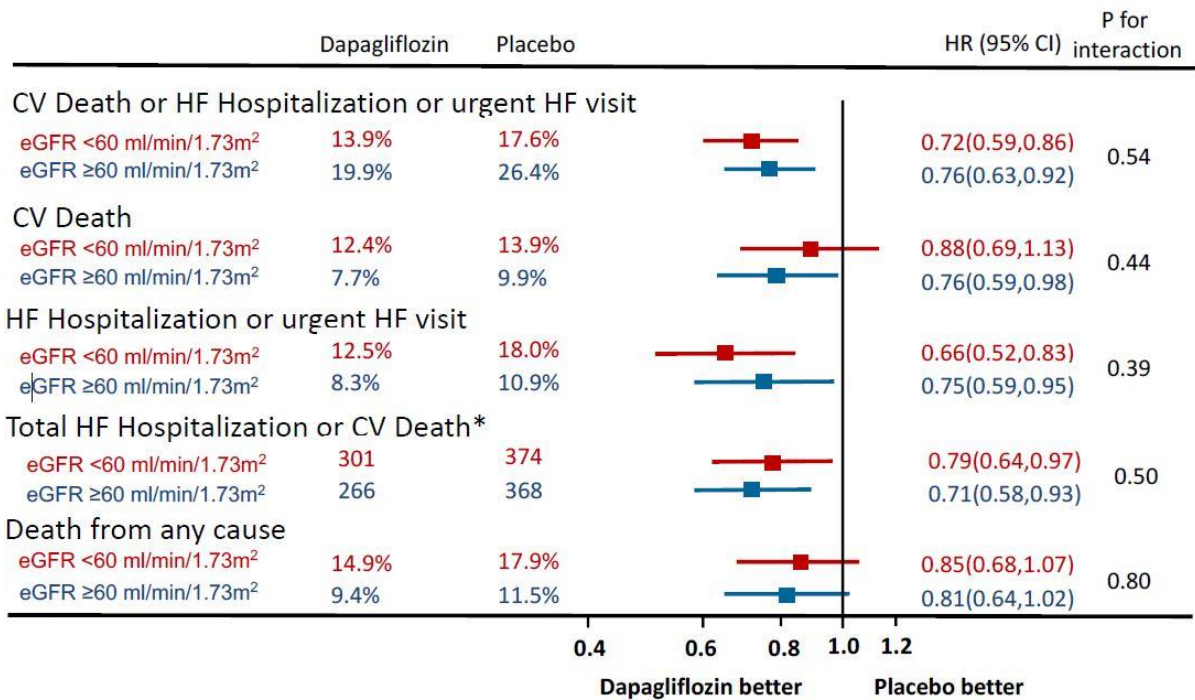 Dapagliflozin Placebo HR (95% CI) P for interaction
CV Death or HF Hospitalization or urgent HF visit
eGFR <60 ml/min/1.73m² 13.9% 17.6% 0.72(0.59,0.86)
0.54
eGFR ≥60 ml/min/1.73m² 19.9% 26.4% 0.76(0.63,0.92)
CV Death
eGFR <60 ml/min/1.73m² 12.4% 13.9% 0.88(0.69,1.13)
0.44
eGFR ≥60 ml/min/1.73m² 7.7% 9.9% 0.76(0.59,0.98)
HF Hospitalization or urgent HF visit
eGFR <60 ml/min/1.73m² 12.5% 18.0% 0.66(0.52,0.83)
0.39
eGFR ≥60 ml/min/1.73m² 8.3% 10.9% 0.75(0.59,0.95)
Total HF Hospitalization or CV Death*
eGFR <60 ml/min/1.73m² 301 374 0.79(0.64,0.97)
0.50
eGFR ≥60 ml/min/1.73m² 266 368 0.71(0.58,0.93)
Death from any cause
eGFR <60 ml/min/1.73m² 14.9% 17.9% 0.85(0.68,1.07)
0.80
eGFR ≥60 ml/min/1.73m² 9.4% 11.5% 0.81(0.64,1.02)
0.4 0.6 0.8 1.0 1.2
Dapagliflozin better Placebo better